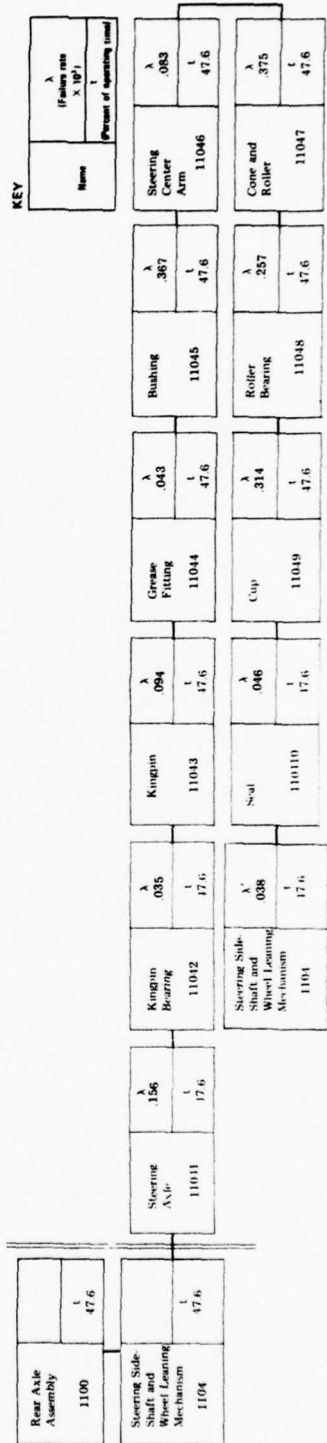 KEY
Name
λ
(Failure rate
× 10³)
t
(Percent of operating time)
Rear Axle
Assembly
1100
t
47.6
Steering Side-
Shaft and
Wheel Leaning
Mechanism
1104
t
47.6
Steering
Axle
11041
λ
.156
t
47.6
Kingpin
Bearing
11042
λ
.035
t
47.6
Kingpin
11043
λ
.094
t
47.6
Grease
Fitting
11044
λ
.043
t
47.6
Bushing
11045
λ
.367
t
47.6
Steering
Center
Arm
11046
λ
.083
t
47.6
Cone and
Roller
11047
λ
.375
t
47.6
Roller
Bearing
11048
λ
.257
t
47.6
Cup
11049
λ
.314
t
47.6
Seal
110110
λ
.046
t
47.6
Steering Side-
Shaft and
Wheel Leaning
Mechanism
1104
λ'
.038
t
47.6